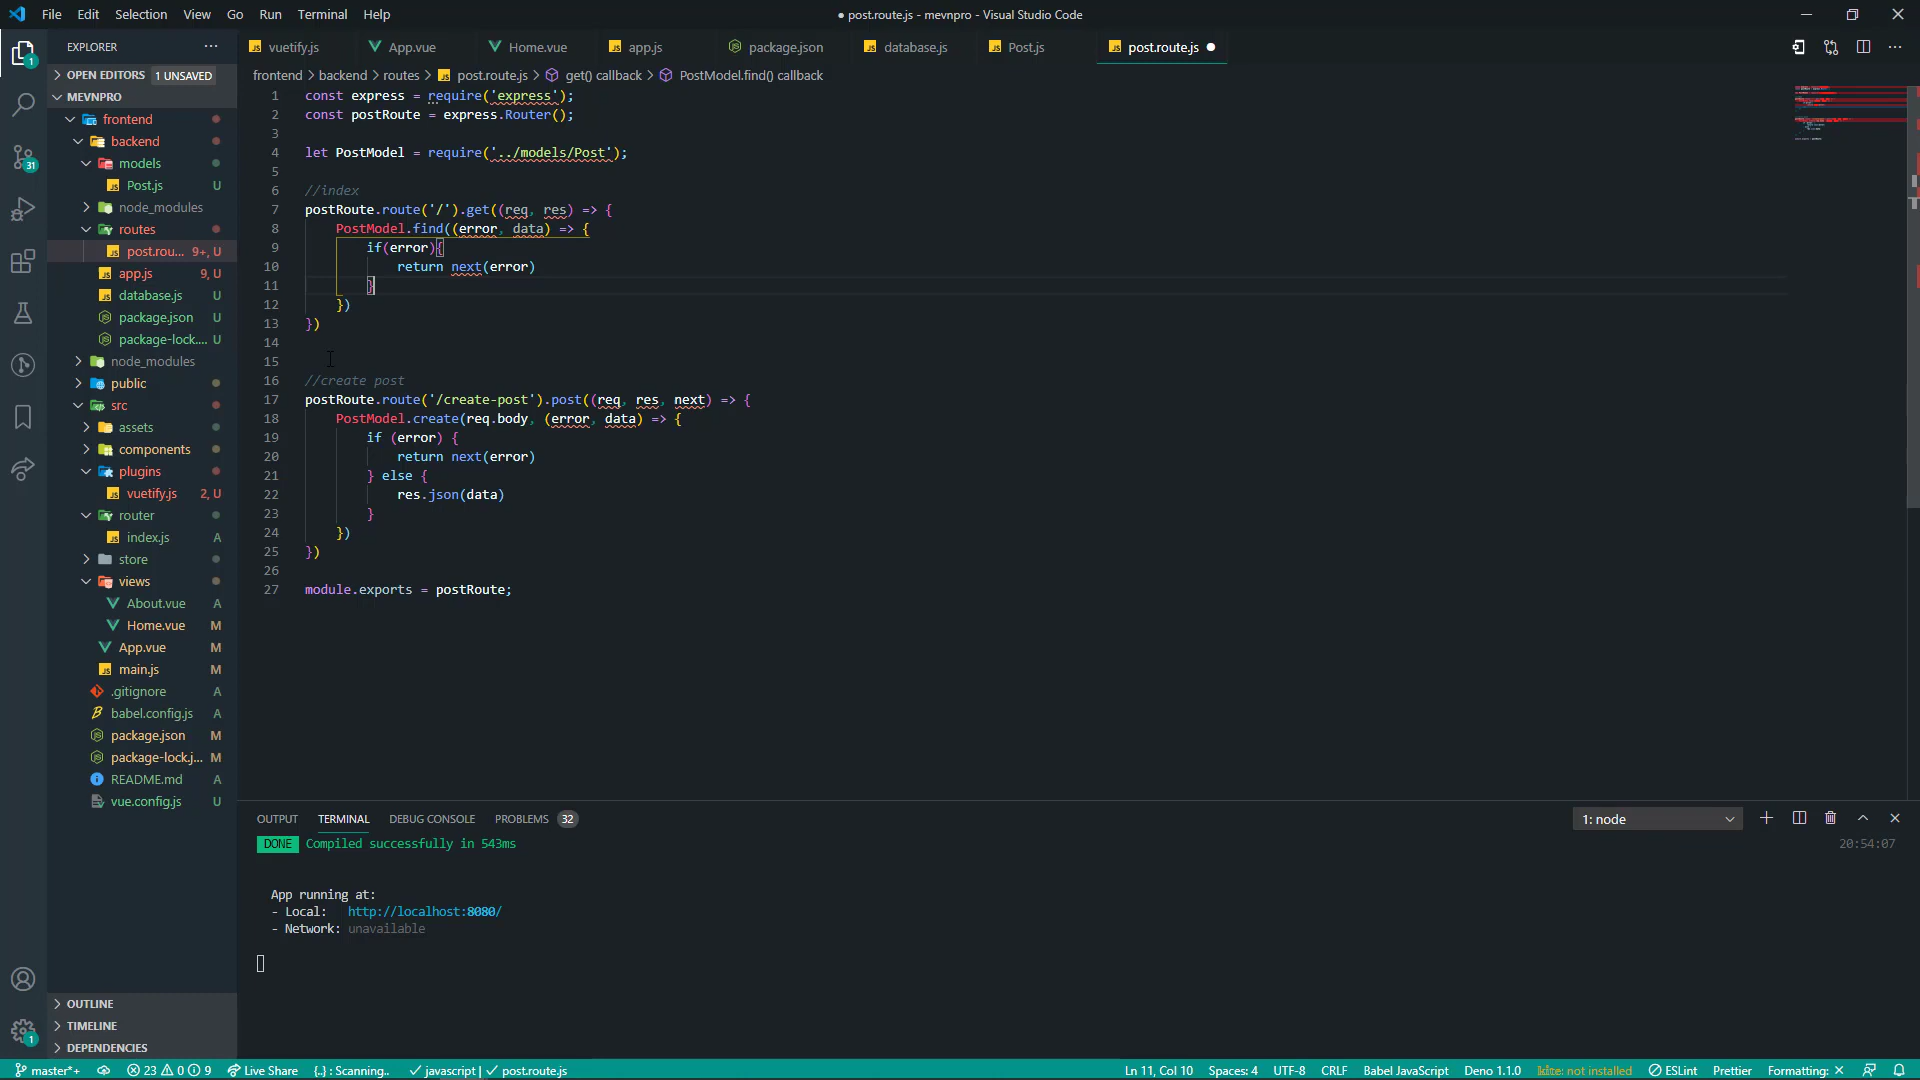 File Edit Selection View Go Run Terminal Help
● post.route.js - mevnpro - Visual Studio Code
EXPLORER
OPEN EDITORS 1 UNSAVED
MEVNPRO
frontend
backend
models
Post.js U
node_modules
routes
post.rou... 9+, U
app.js 9, U
database.js U
package.json U
package-lock.... U
node_modules
public
src
assets
components
plugins
vuetify.js 2, U
router
index.js A
store
views
About.vue A
Home.vue M
App.vue M
main.js M
.gitignore A
babel.config.js A
package.json M
package-lock.j... M
README.md A
vue.config.js U
OUTLINE
TIMELINE
DEPENDENCIES
1
31
1
vuetify.js App.vue Home.vue app.js package.json database.js Post.js post.route.js ●
frontend > backend > routes > post.route.js > get() callback > PostModel.find() callback
1 const express = require('express');
2 const postRoute = express.Router();
3
4 let PostModel = require('../models/Post');
5
6 //index
7 postRoute.route('/').get((req, res) => {
8 PostModel.find((error, data) => {
9 if(error){
10 return next(error)
11 }
12 })
13 })
14
15
16 //create post
17 postRoute.route('/create-post').post((req, res, next) => {
18 PostModel.create(req.body, (error, data) => {
19 if (error) {
20 return next(error)
21 } else {
22 res.json(data)
23 }
24 })
25 })
26
27 module.exports = postRoute;
OUTPUT TERMINAL DEBUG CONSOLE PROBLEMS 32
1: node
DONE Compiled successfully in 543ms 20:54:07
App running at:
- Local: http://localhost:8080/
- Network: unavailable
master*+ 23 0 9 Live Share {..} : Scanning.. ✓ javascript | ✓ post.route.js
Ln 11, Col 10 Spaces: 4 UTF-8 CRLF Babel JavaScript Deno 1.1.0 kite: not installed ESLint Prettier Formatting: ✕